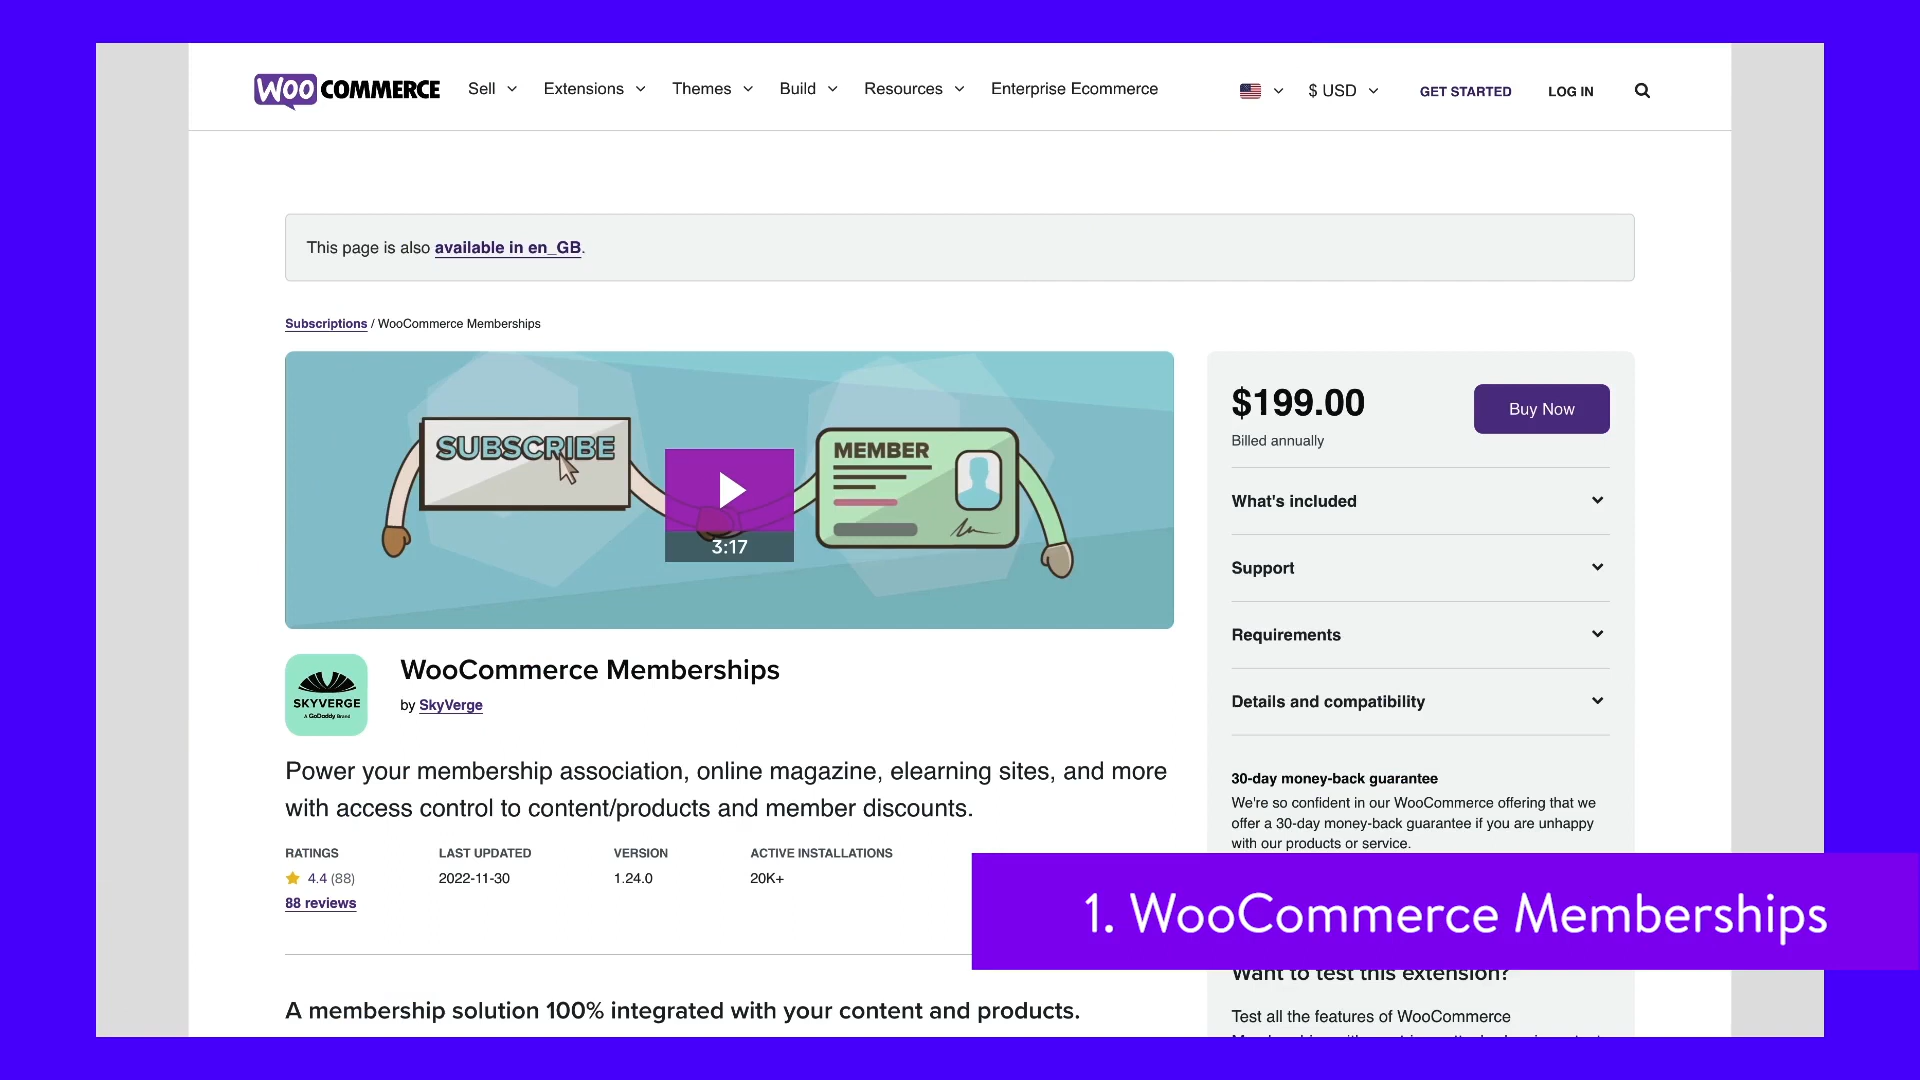 WOO COMMERCE Sell Extensions Themes Build Resources Enterprise Ecommerce $ USD GET STARTED LOG IN
This page is also available in en_GB.
Subscriptions / WooCommerce Memberships
SUBSCRIBE
MEMBER
3:17
$199.00
Buy Now
Billed annually
What's included
Support
Requirements
Details and compatibility
30-day money-back guarantee
We're so confident in our WooCommerce offering that we
offer a 30-day money-back guarantee if you are unhappy
with our products or service.
SKYVERGE
A GoDaddy Brand
WooCommerce Memberships
by SkyVerge
Power your membership association, online magazine, elearning sites, and more
with access control to content/products and member discounts.
RATINGS LAST UPDATED VERSION ACTIVE INSTALLATIONS
4.4 (88) 2022-11-30 1.24.0 20K+
88 reviews
1. WooCommerce Memberships
Want to test this extension?
A membership solution 100% integrated with your content and products.
Test all the features of WooCommerce